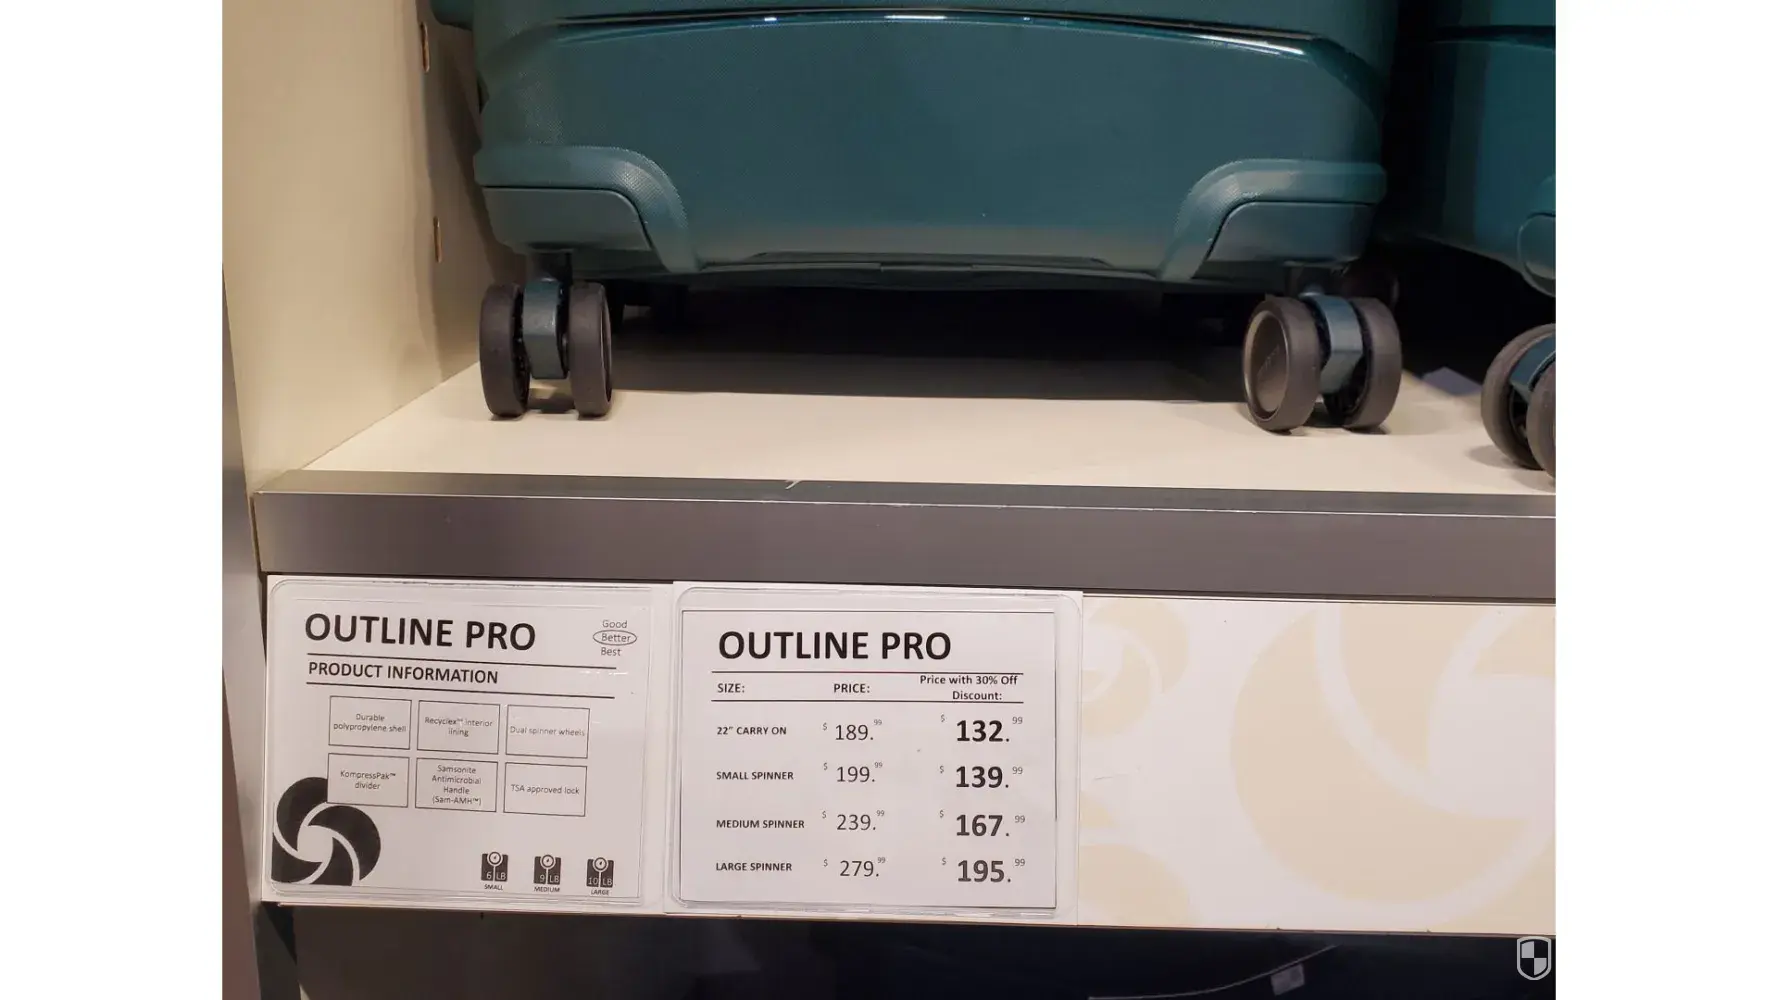 OUTLINE PRO
Good
Better
Best
PRODUCT INFORMATION
Durable
polypropylene shell
Recyclex™ interior
lining
Dual spinner wheels
KompressPak™
divider
Samsonite
Antimicrobial
Handle
(Sam-AMH™)
TSA approved lock
6 LB
SMALL
9 LB
MEDIUM
10 LB
LARGE
OUTLINE PRO
SIZE: PRICE: Price with 30% Off
Discount:
22" CARRY ON $ 189.99 $ 132.99
SMALL SPINNER $ 199.99 $ 139.99
MEDIUM SPINNER $ 239.99 $ 167.99
LARGE SPINNER $ 279.99 $ 195.99